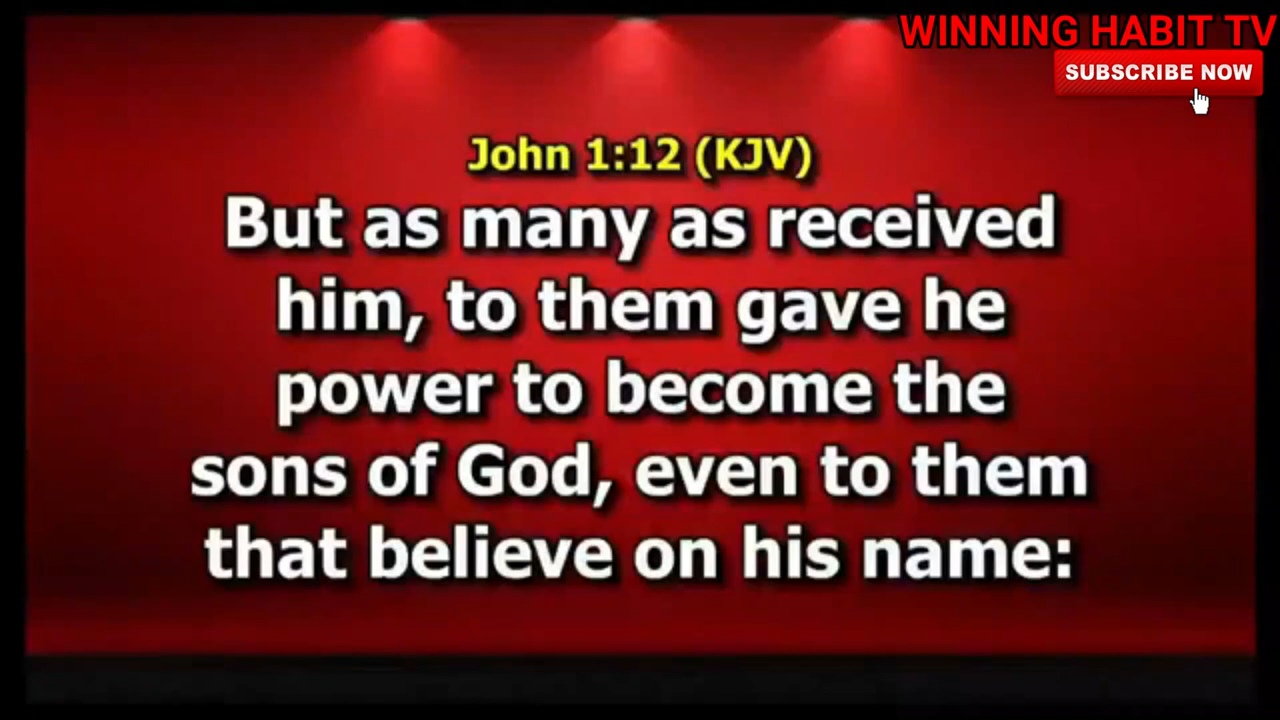 WINNING HABIT TV
SUBSCRIBE NOW
John 1:12 (KJV)
But as many as received
him, to them gave he
power to become the
sons of God, even to them
that believe on his name: